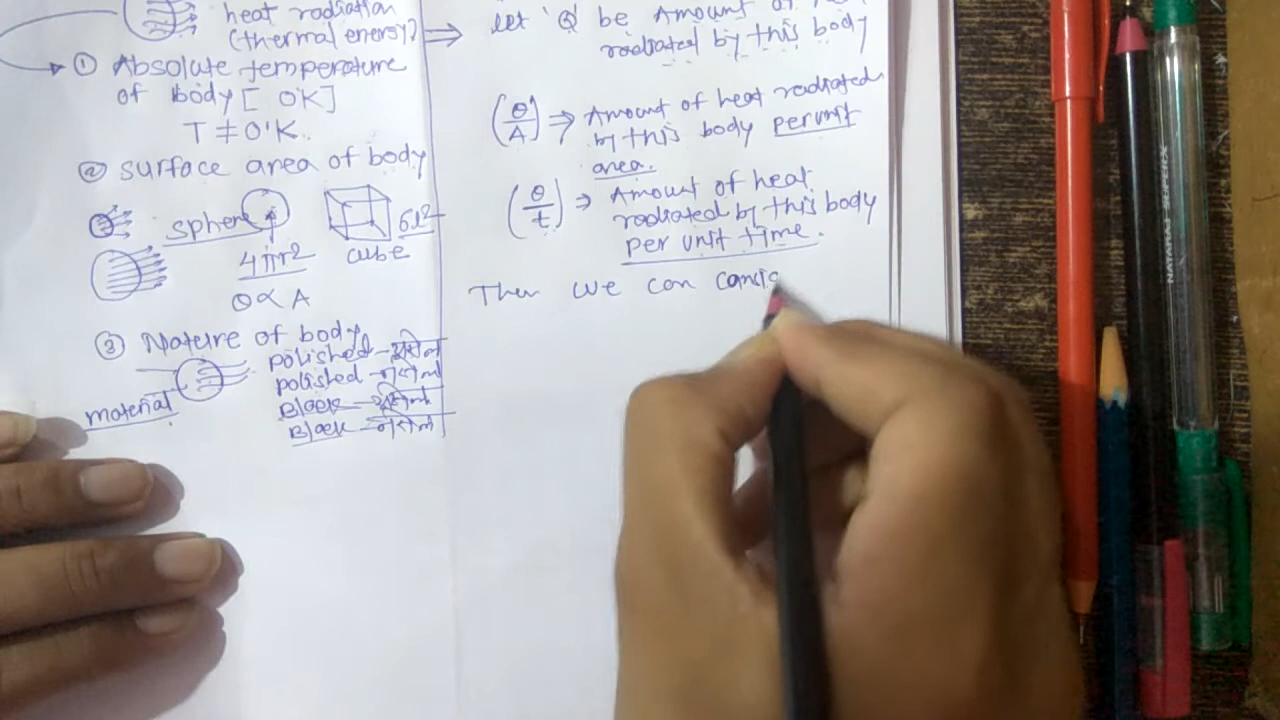 heat radiation
(thermal energy)
① Absolute temperature
of body [ 0K ]
T ≠ 0°K
② surface area of body
sphere
6l²
4πr²
cube
θ ∝ A
③ Nature of body
polished
polished
material
Black
Black
⇒ let 'Q' be Amount of
radiated by this body
(θ/A) ⇒ Amount of heat radiated
by this body per unit
area.
(θ/t) ⇒ Amount of heat
radiated by this body
per unit time.
Then we can
NATARAJ SUPERX